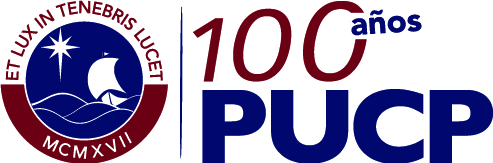 ET LUX IN TENEBRIS LUCET
MCMXVII
100 años
PUCP